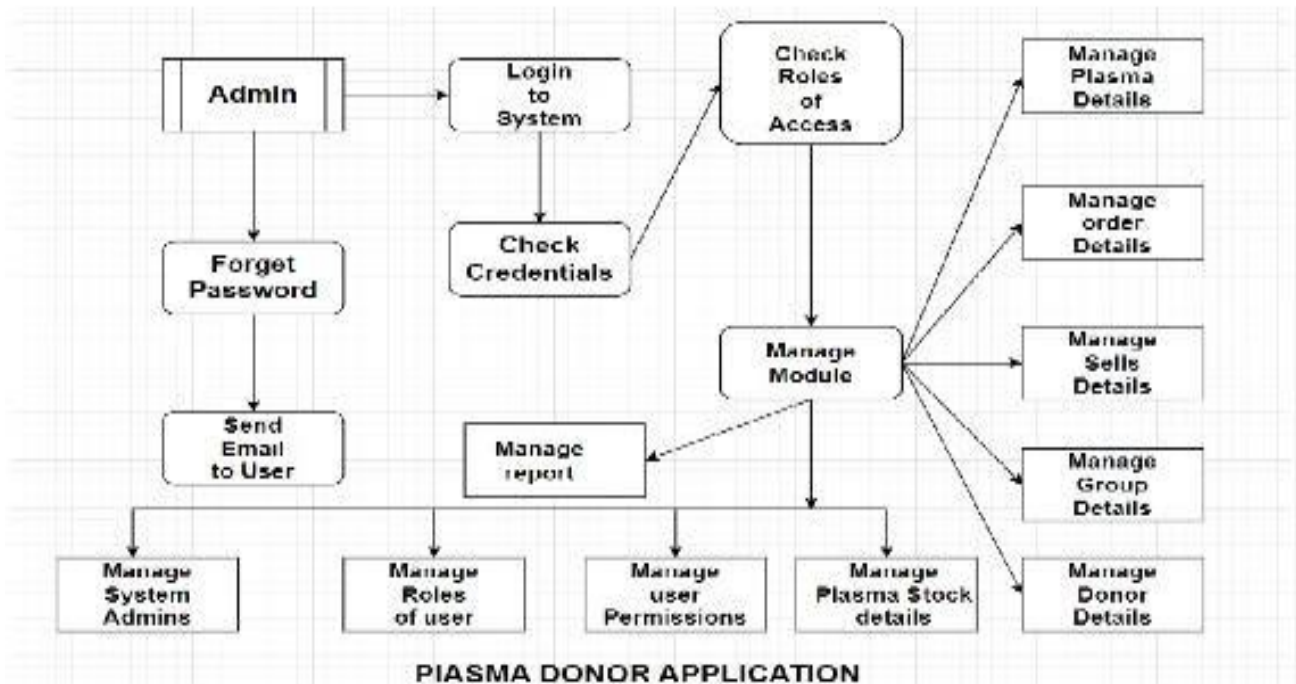 Admin
Login
to
System
Check
Roles
of
Access
Manage
Plasma
Details
Forget
Password
Check
Credentials
Manage
order
Details
Manage
Module
Manage
Sells
Details
Send
Email
to User
Manage
report
Manage
Group
Details
Manage
System
Admins
Manage
Roles
of user
Manage
user
Permissions
Manage
Plasma Stock
details
Manage
Donor
Details
PIASMA DONOR APPLICATION